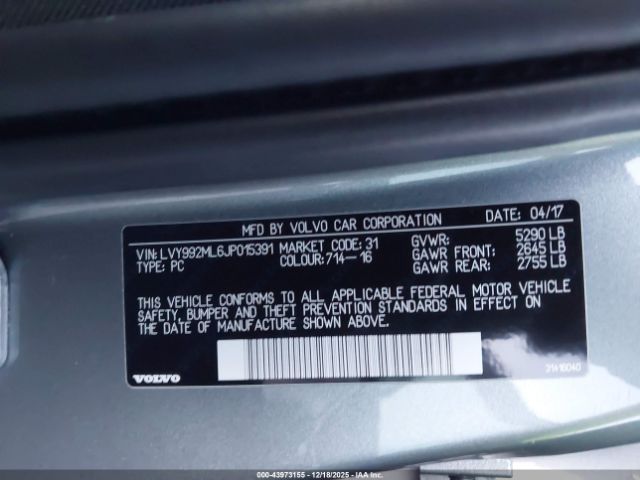 MFD BY VOLVO CAR CORPORATION DATE: 04/17
VIN: LVY992ML6JP015391 MARKET CODE: 31 GVWR: 5290 LB
TYPE: PC COLOUR: 714-16 GAWR FRONT: 2645 LB
GAWR REAR: 2755 LB
THIS VEHICLE CONFORMS TO ALL APPLICABLE FEDERAL MOTOR VEHICLE
SAFETY, BUMPER AND THEFT PREVENTION STANDARDS IN EFFECT ON
THE DATE OF MANUFACTURE SHOWN ABOVE.
VOLVO 31416040
000-43973155 - 12/18/2025 - IAAI.CA